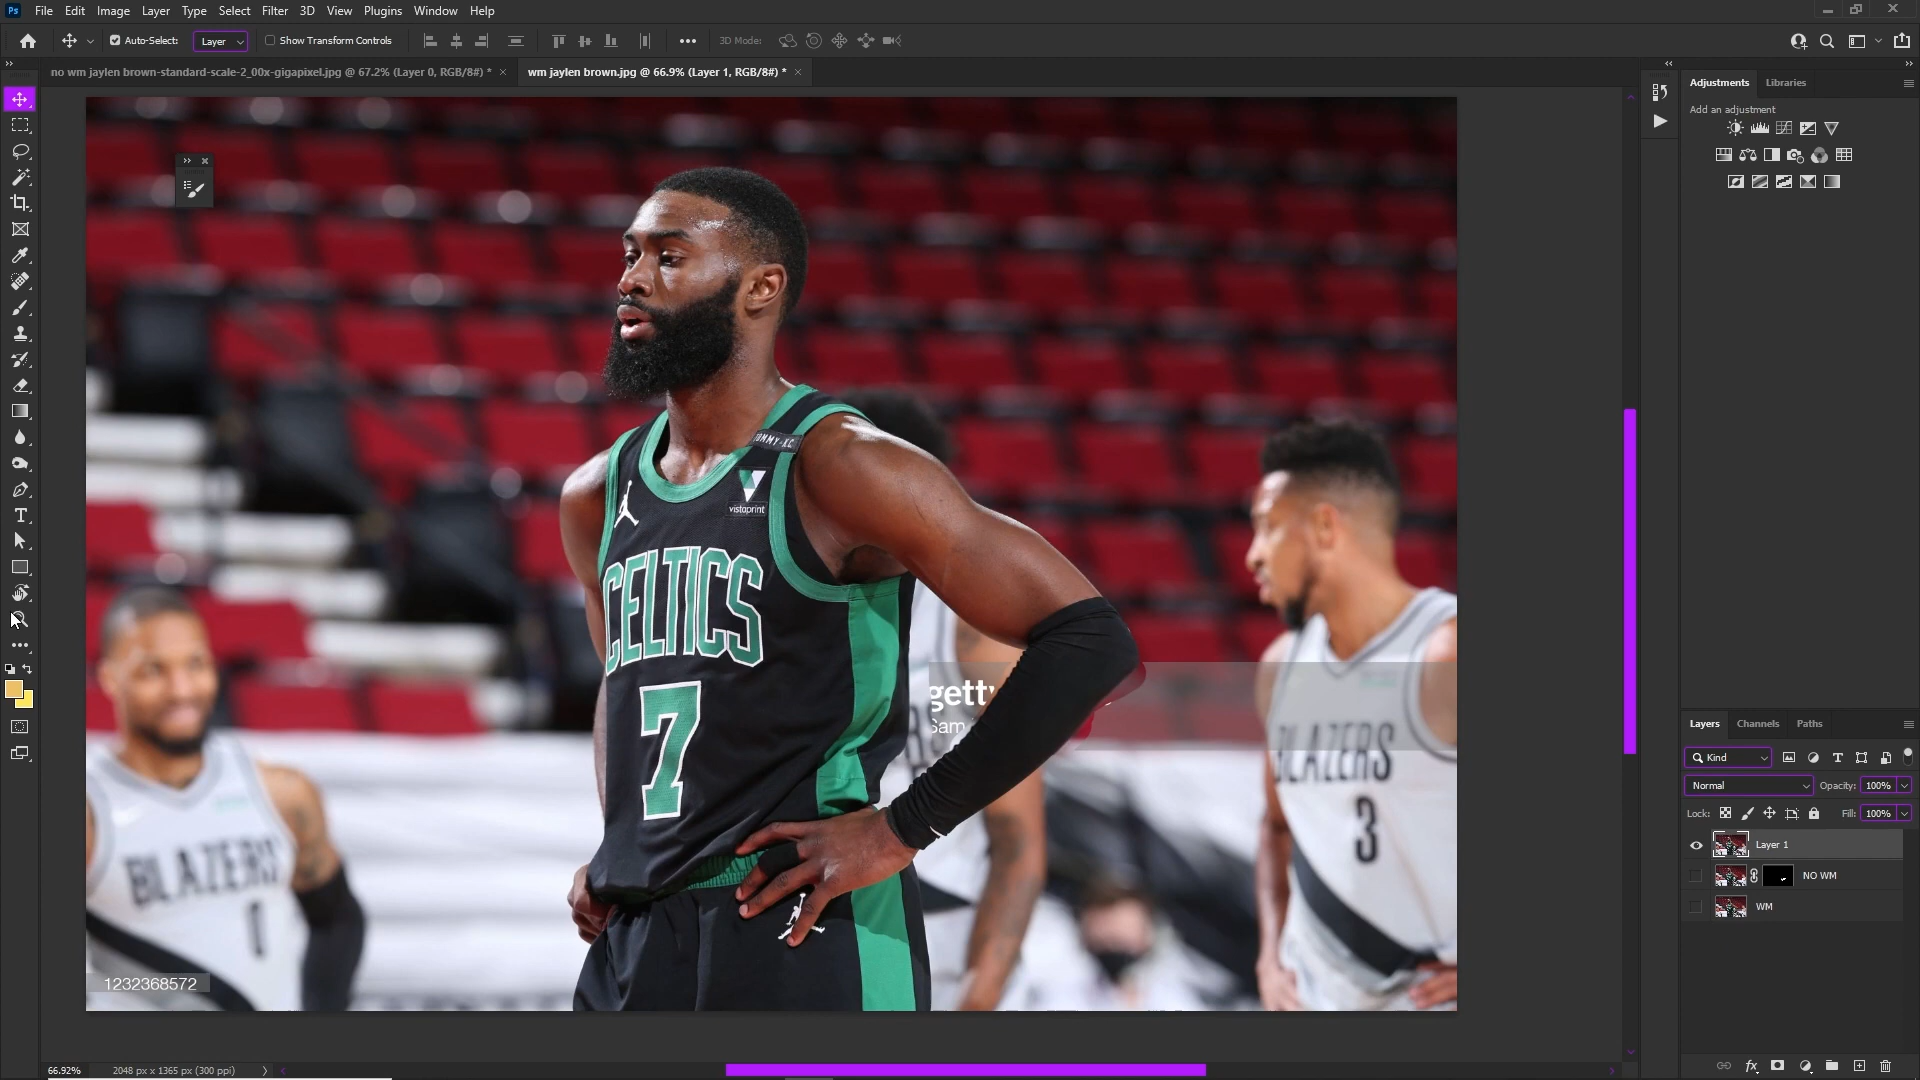 Ps File Edit Image Layer Type Select Filter 3D View Plugins Window Help
Auto-Select: Layer Show Transform Controls 3D Mode:
no wm jaylen brown-standard-scale-2_00x-gigapixel.jpg @ 67.2% (Layer 0, RGB/8#) *
wm jaylen brown.jpg @ 66.9% (Layer 1, RGB/8#) *
Adjustments Libraries
Add an adjustment
vistaprint
CELTICS
7
getty
Sam
BLAZERS
3
BLAZERS
0
1232368572
Layers Channels Paths
Kind
Normal Opacity: 100%
Lock: Fill: 100%
Layer 1
NO WM
WM
66.92% 2048 px x 1365 px (300 ppi)